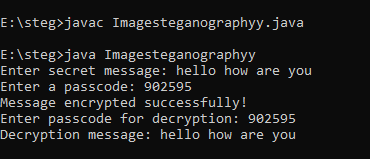 E:\steg>javac Imagesteganographyy.java
E:\steg>java Imagesteganographyy
Enter secret message: hello how are you
Enter a passcode: 902595
Message encrypted successfully!
Enter passcode for decryption: 902595
Decryption message: hello how are you